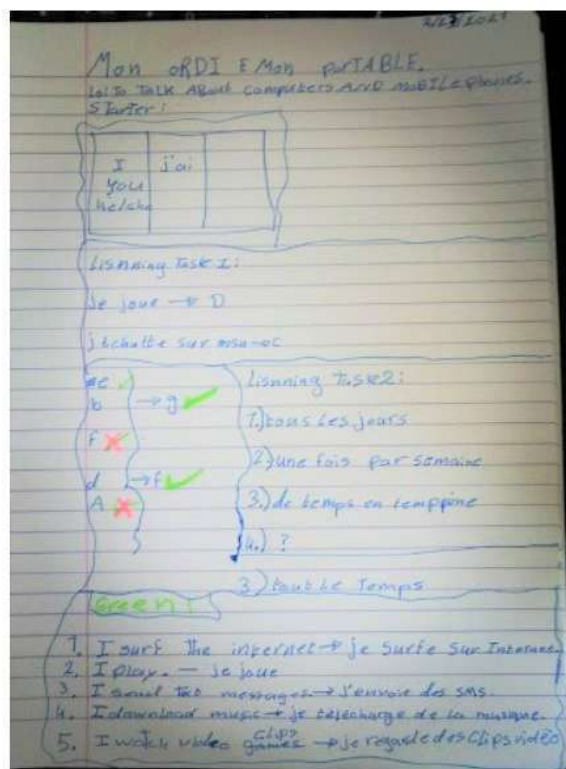 Mon oRDI E Mon porTABLE.
Lo: To Talk About computers AND mobile phones.
Starter:
I j'ai
you
he/she
Lisnning Task 1:
Je joue → D
j tchatte sur msn →c
e
b → g
f
d → f
A
Lisnning Task2:
1.) tous les jours
2.) une fois par semaine
3.) de temps en temppine
4.) ?
3.) tout Le Temps
Green:
1. I surf The internet → je surfe sur Internet.
2. I play. — je joue
3. I send text messages → J'envoie des SMS.
4. I download music → je télécharge de la musique.
5. I watch video games clips → je regarde des clips vidéo